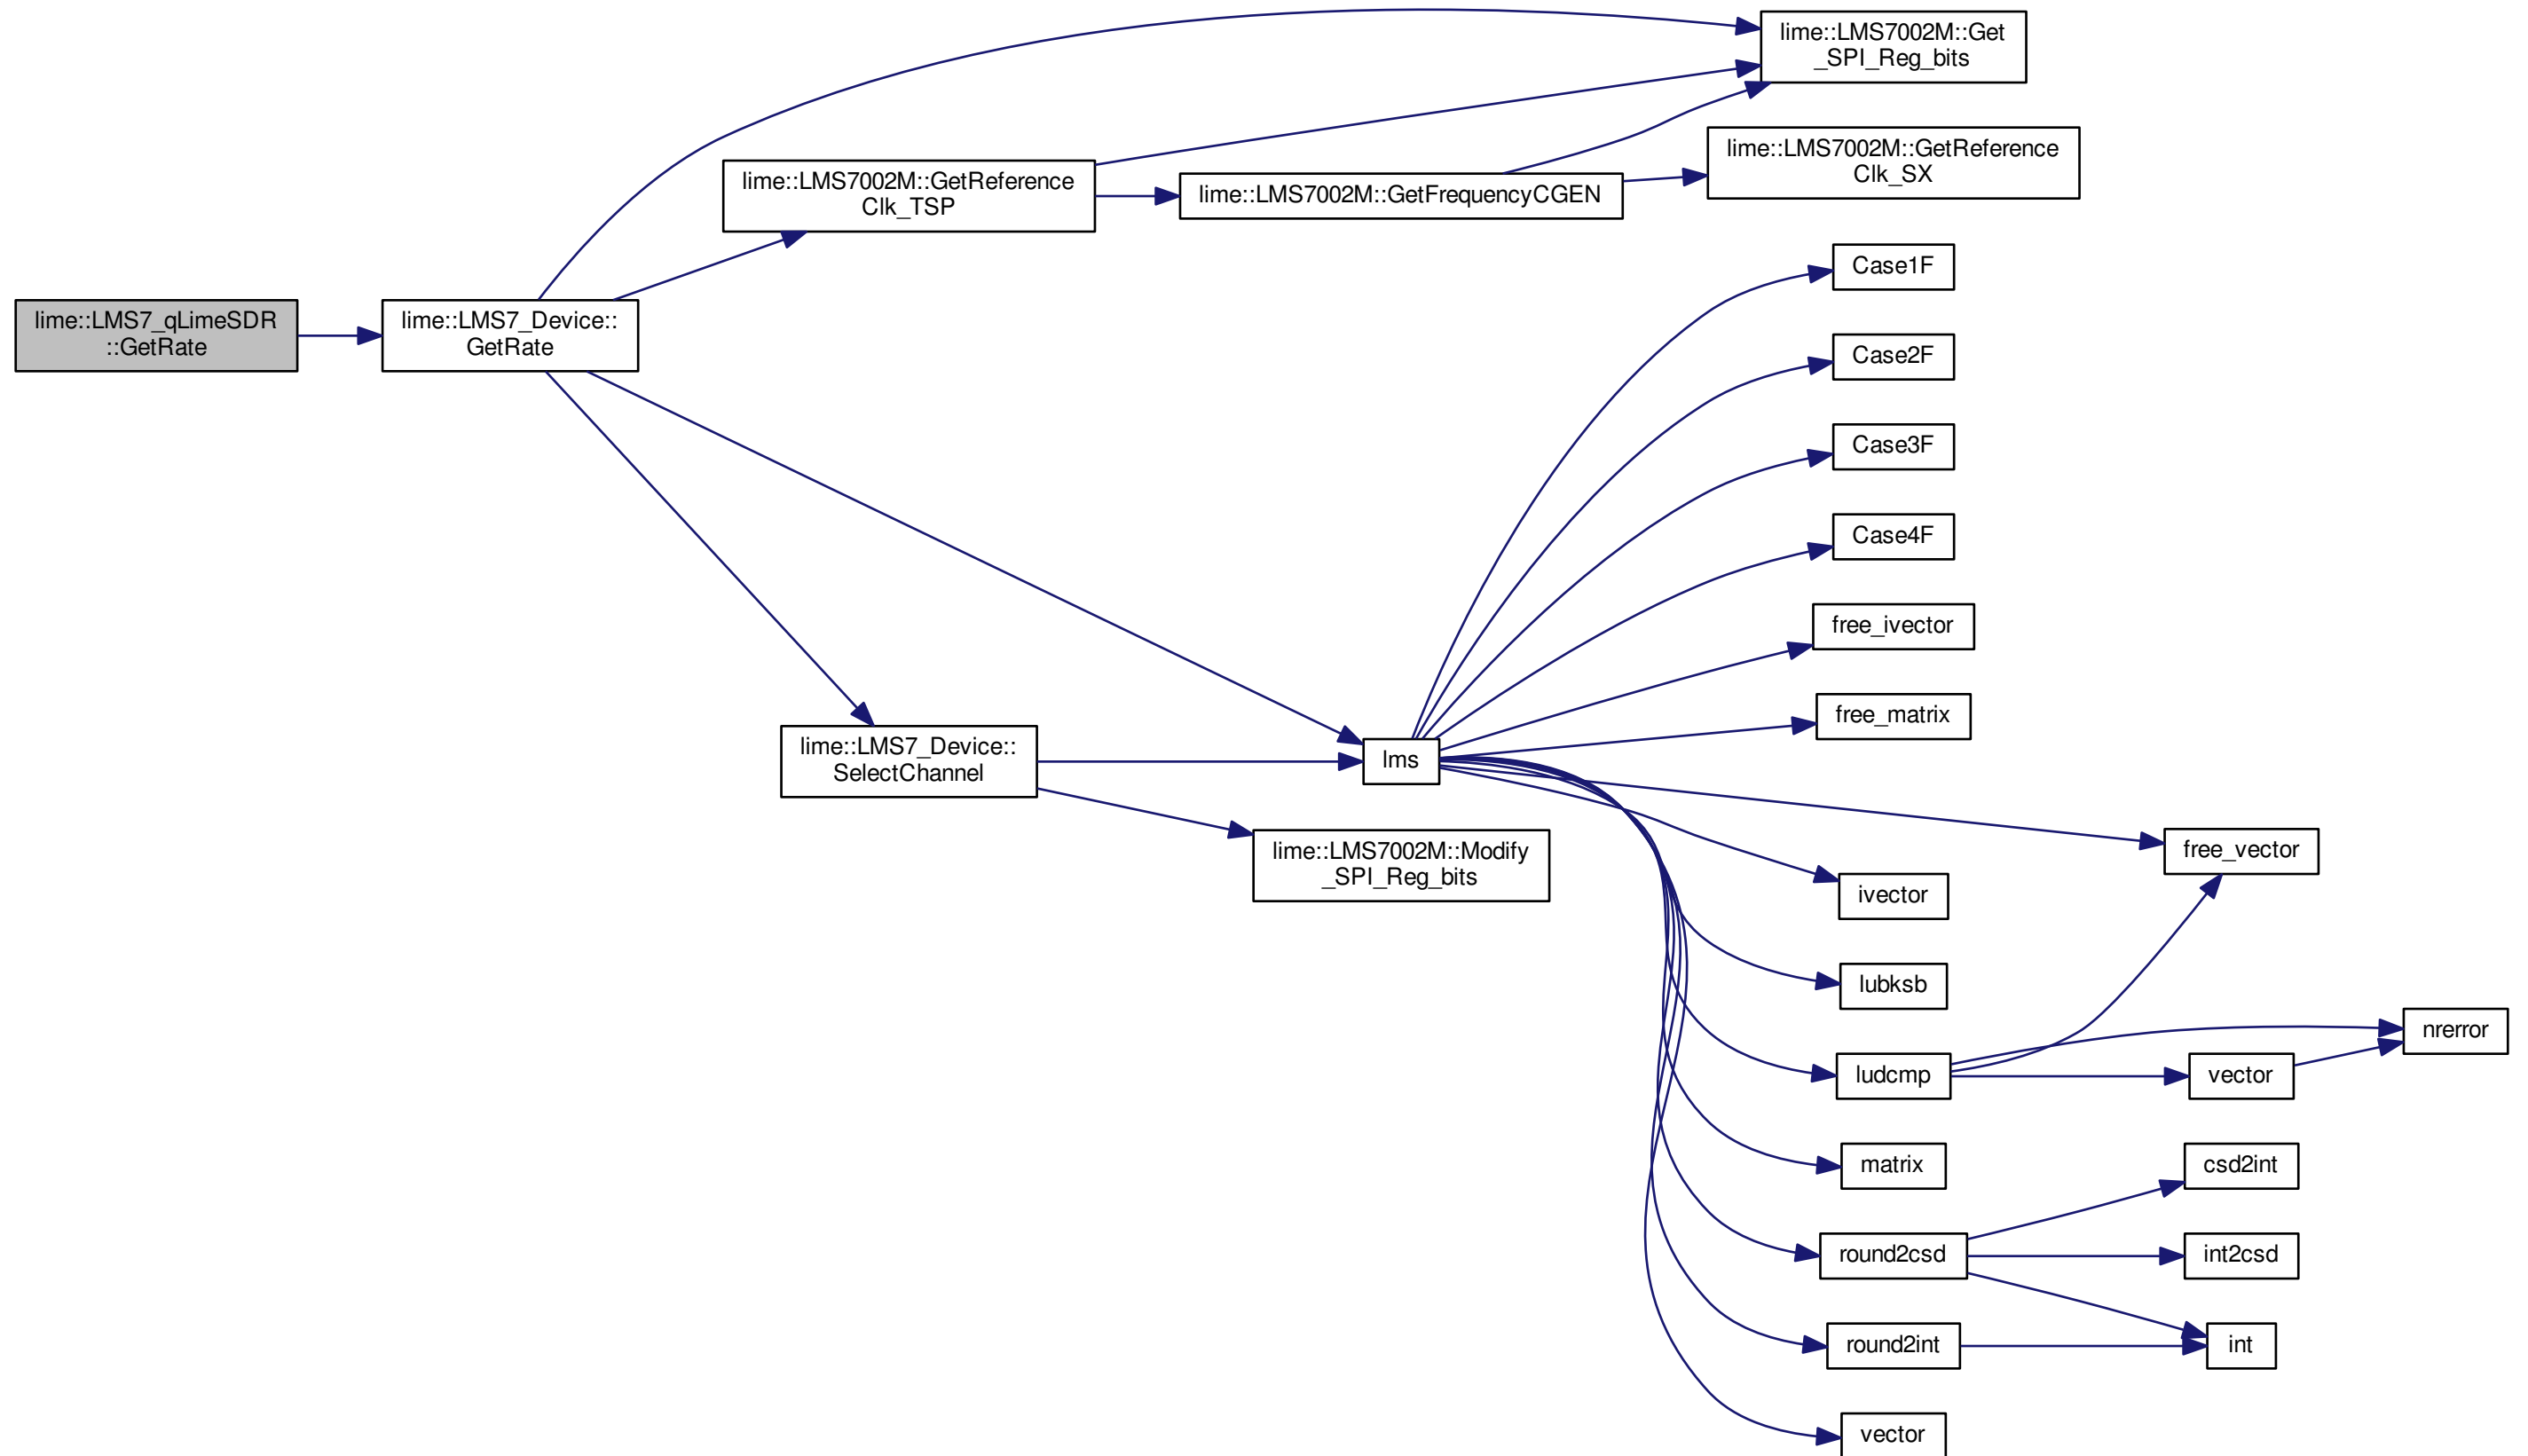 lime::LMS7_qLimeSDR
::GetRate
lime::LMS7_Device::
GetRate
lime::LMS7002M::Get
_SPI_Reg_bits
lime::LMS7002M::GetReference
Clk_TSP
lime::LMS7002M::GetFrequencyCGEN
lime::LMS7002M::GetReference
Clk_SX
lime::LMS7_Device::
SelectChannel
lms
lime::LMS7002M::Modify
_SPI_Reg_bits
Case1F
Case2F
Case3F
Case4F
free_ivector
free_matrix
free_vector
ivector
lubksb
ludcmp
vector
nrerror
matrix
round2csd
csd2int
int2csd
round2int
int
vector